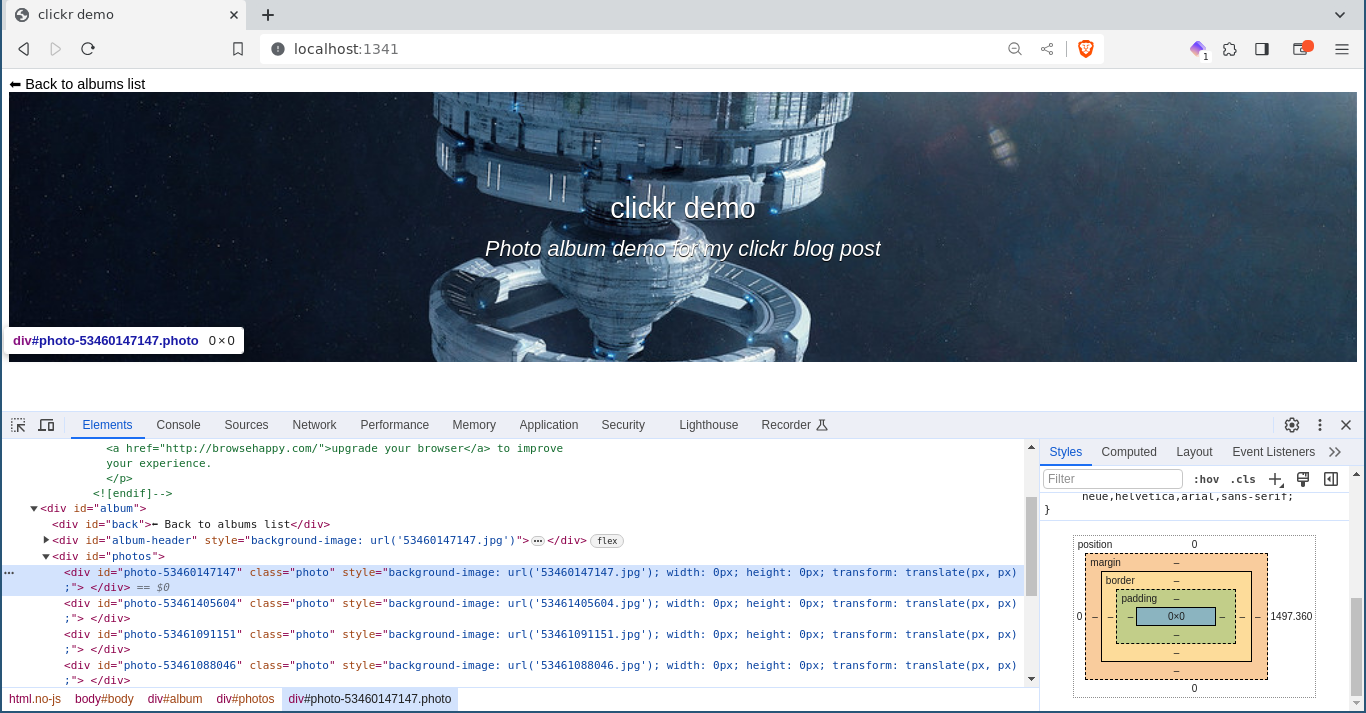 clickr demo
localhost:1341
1
⬅ Back to albums list
clickr demo
Photo album demo for my clickr blog post
div#photo-53460147147.photo 0×0
Elements Console Sources Network Performance Memory Application Security Lighthouse Recorder
<a href="http://browsehappy.com/">upgrade your browser</a> to improve
your experience.
</p>
<![endif]-->
<div id="album">
<div id="back">⬅ Back to albums list</div>
<div id="album-header" style="background-image: url('53460147147.jpg')">…</div> flex
<div id="photos">
<div id="photo-53460147147" class="photo" style="background-image: url('53460147147.jpg'); width: 0px; height: 0px; transform: translate(px, px)
;"> </div> == $0
<div id="photo-53461405604" class="photo" style="background-image: url('53461405604.jpg'); width: 0px; height: 0px; transform: translate(px, px)
;"> </div>
<div id="photo-53461091151" class="photo" style="background-image: url('53461091151.jpg'); width: 0px; height: 0px; transform: translate(px, px)
;"> </div>
<div id="photo-53461088046" class="photo" style="background-image: url('53461088046.jpg'); width: 0px; height: 0px; transform: translate(px, px)
;"> </div>
html.no-js body#body div#album div#photos div#photo-53460147147.photo
Styles Computed Layout Event Listeners
Filter :hov .cls
neue,helvetica,arial,sans-serif;
}
position 0
margin –
border –
padding –
0 – – – 0×0 – – – 1497.360
–
–
–
0